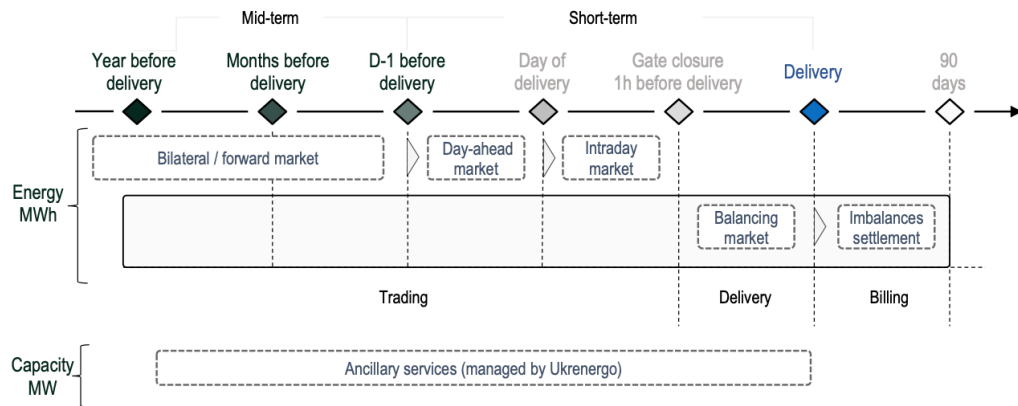 Mid-term
Short-term
Year before
delivery
Months before
delivery
D-1 before
delivery
Day of
delivery
Gate closure
1h before delivery
Delivery
90
days
Energy
MWh
Bilateral / forward market
Day-ahead
market
Intraday
market
Balancing
market
Imbalances
settlement
Trading
Delivery
Billing
Capacity
MW
Ancillary services (managed by Ukrenergo)